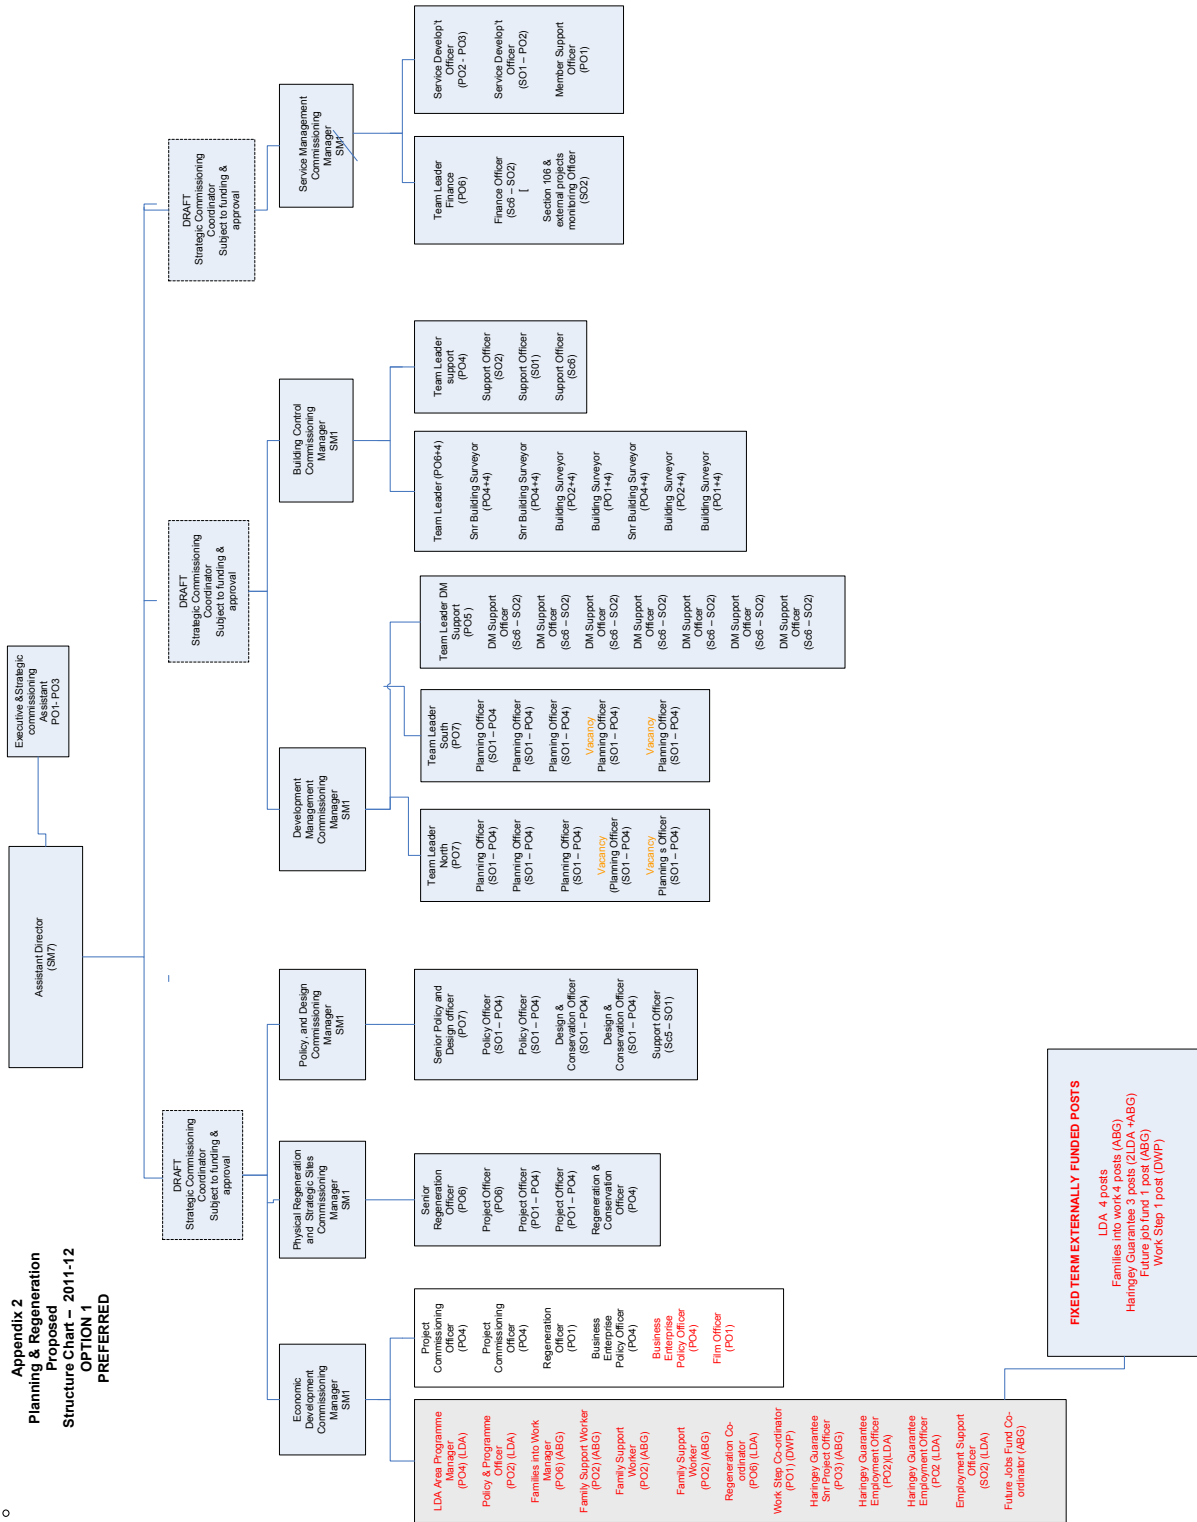 Appendix 2
Planning & Regeneration
Proposed
Structure Chart – 2011-12
OPTION 1
PREFERRED
Assistant Director
(SM7)
Executive & Strategic
commissioning
Assistant
PO1- PO3
DRAFT
Strategic Commissioning
Coordinator
Subject to funding &
approval
DRAFT
Strategic Commissioning
Coordinator
Subject to funding &
approval
DRAFT
Strategic Commissioning
Coordinator
Subject to funding &
approval
Economic
Development
Commissioning
Manager
SM1
Physical Regeneration
and Strategic Sites
Commissioning
Manager
SM1
Policy, and Design
Commissioning
Manager
SM1
Development
Management
Commissioning
Manager
SM1
Building Control
Commissioning
Manager
SM1
Service Management
Commissioning
Manager
SM1
LDA Area Programme
Manager
(PO4) (LDA)
Policy & Programme
Officer
(PO2) (LDA)
Families into Work
Manager
(PO6) (ABG)
Family Support Worker
(PO2) (ABG)
Family Support
Worker
(PO2) (ABG)
Family Support
Worker
(PO2) (ABG)
Regeneration Co-
ordinator
(PO6) (LDA)
Work Step Co-ordinator
(PO1) (DWP)
Haringey Guarantee
Snr Project Officer
(PO3) (ABG)
Haringey Guarantee
Employment Officer
(PO2)(LDA)
Haringey Guarantee
Employment Officer
(PO2 (LDA)
Employment Support
Officer
(SO2) (LDA)
Future Jobs Fund Co-
ordinator (ABG)
Project
Commissioning
Officer
(PO4)
Project
Commissioning
Officer
(PO4)
Regeneration
Officer
(PO1)
Business
Enterprise
Policy Officer
(PO4)
Business
Enterprise
Policy Officer
(PO4)
Film Officer
(PO1)
Senior
Regeneration
Officer
(PO6)
Project Officer
(PO6)
Project Officer
(PO1 – PO4)
Project Officer
(PO1 – PO4)
Regeneration &
Conservation
Officer
(PO4)
Senior Policy and
Design officer
(PO7)
Policy Officer
(SO1 – PO4)
Policy Officer
(SO1 – PO4)
Design &
Conservation Officer
(SO1 – PO4)
Design &
Conservation Officer
(SO1 – PO4)
Support Officer
(Sc5 – SO1)
Team Leader
North
(PO7)
Planning Officer
(SO1 – PO4)
Planning Officer
(SO1 – PO4)
Planning Officer
(SO1 – PO4)
Vacancy
(Planning Officer
(SO1 – PO4)
Vacancy
Planning s Officer
(SO1 – PO4)
Team Leader
South
(PO7)
Planning Officer
(SO1 – PO4
Planning Officer
(SO1 – PO4)
Planning Officer
(SO1 – PO4)
Vacancy
Planning Officer
(SO1 – PO4)
Vacancy
Planning Officer
(SO1 – PO4)
Team Leader DM
Support
(PO5 )
DM Support
Officer
(Sc6 – SO2)
DM Support
Officer
(Sc6 – SO2)
DM Support
Officer
(Sc6 – SO2)
DM Support
Officer
(Sc6 – SO2)
DM Support
Officer
(Sc6 – SO2)
DM Support
Officer
(Sc6 – SO2)
DM Support
Officer
(Sc6 – SO2)
Team Leader (PO6+4)
Snr Building Surveyor
(PO4+4)
Snr Building Surveyor
(PO4+4)
Building Surveyor
(PO2+4)
Building Surveyor
(PO1+4)
Snr Building Surveyor
(PO4+4)
Building Surveyor
(PO2+4)
Building Surveyor
(PO1+4)
Team Leader
support
(PO4)
Support Officer
(SO2)
Support Officer
(S01)
Support Officer
(Sc6)
Team Leader
Finance
(PO6)
Finance Officer
(Sc6 – SO2)
[
Section 106 &
external projects
monitoring Officer
(SO2)
Service Develop't
Officer
(PO2 - PO3)
Service Develop't
Officer
(SO1 – PO2)
Member Support
Officer
(PO1)
FIXED TERM EXTERNALLY FUNDED POSTS
LDA 4 posts
Families into work 4 posts (ABG)
Haringey Guarantee 3 posts (2LDA +ABG)
Future job fund 1 post (ABG)
Work Step 1 post (DWP)